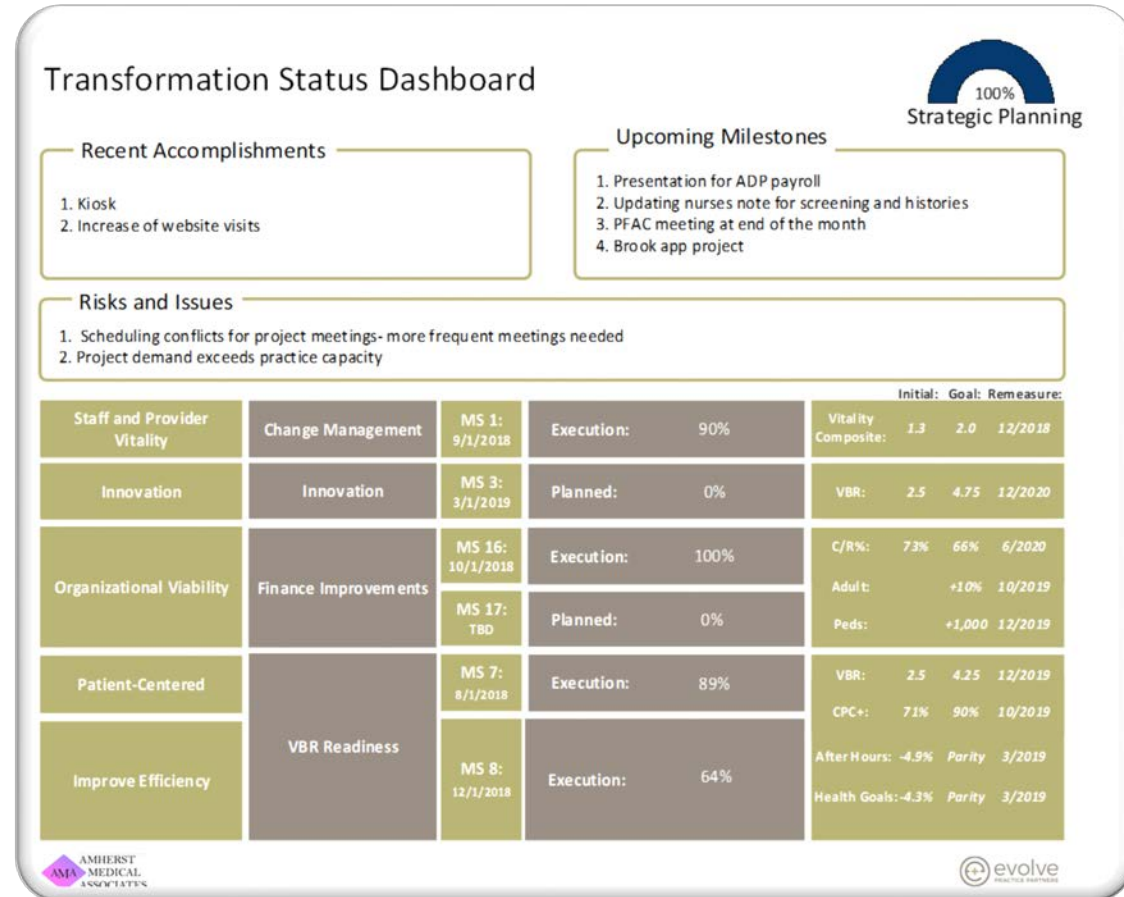 Transformation Status Dashboard
100%
Strategic Planning
Recent Accomplishments
1. Kiosk
2. Increase of website visits
Upcoming Milestones
1. Presentation for ADP payroll
2. Updating nurses note for screening and histories
3. PFAC meeting at end of the month
4. Brook app project
Risks and Issues
1. Scheduling conflicts for project meetings- more frequent meetings needed
2. Project demand exceeds practice capacity
Initial: Goal: Remeasure:
Staff and Provider
Vitality
Change Management
MS 1:
9/1/2018
Execution: 90%
Vitality
Composite: 1.3 2.0 12/2018
Innovation
Innovation
MS 3:
3/1/2019
Planned: 0%
VBR: 2.5 4.75 12/2020
Organizational Viability
Finance Improvements
MS 16:
10/1/2018
Execution: 100%
MS 17:
TBD
Planned: 0%
C/R%: 73% 66% 6/2020
Adult: +10% 10/2019
Peds: +1,000 12/2019
Patient-Centered
VBR Readiness
MS 7:
8/1/2018
Execution: 89%
VBR: 2.5 4.25 12/2019
CPC+: 71% 90% 10/2019
Improve Efficiency
MS 8:
12/1/2018
Execution: 64%
After Hours: -4.9% Parity 3/2019
Health Goals: -4.3% Parity 3/2019
AMA
AMHERST
MEDICAL
ASSOCIATES
evolve
PRACTICE PARTNERS